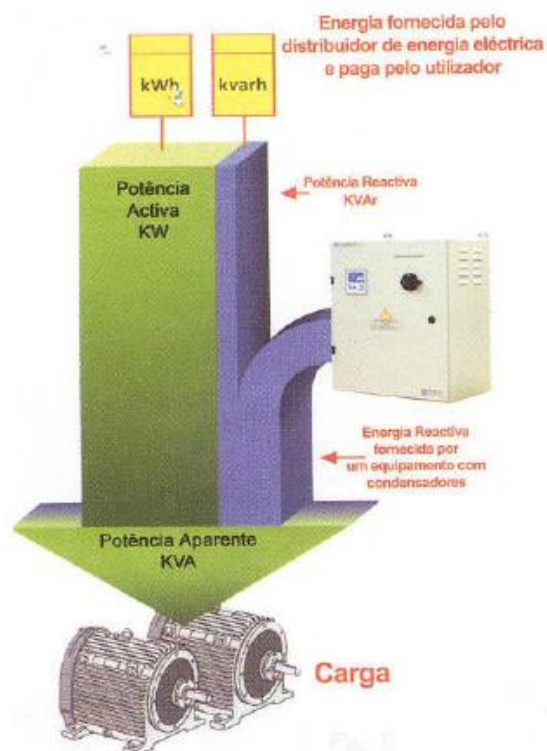 Energia fornecida pelo
distribuidor de energia eléctrica
e paga pelo utilizador
kWh
kvarh
Potência
Activa
KW
Potência Reactiva
KVAr
Energia Reactiva
fornecida por
um equipamento com
condensadores
Potência Aparente
KVA
Carga